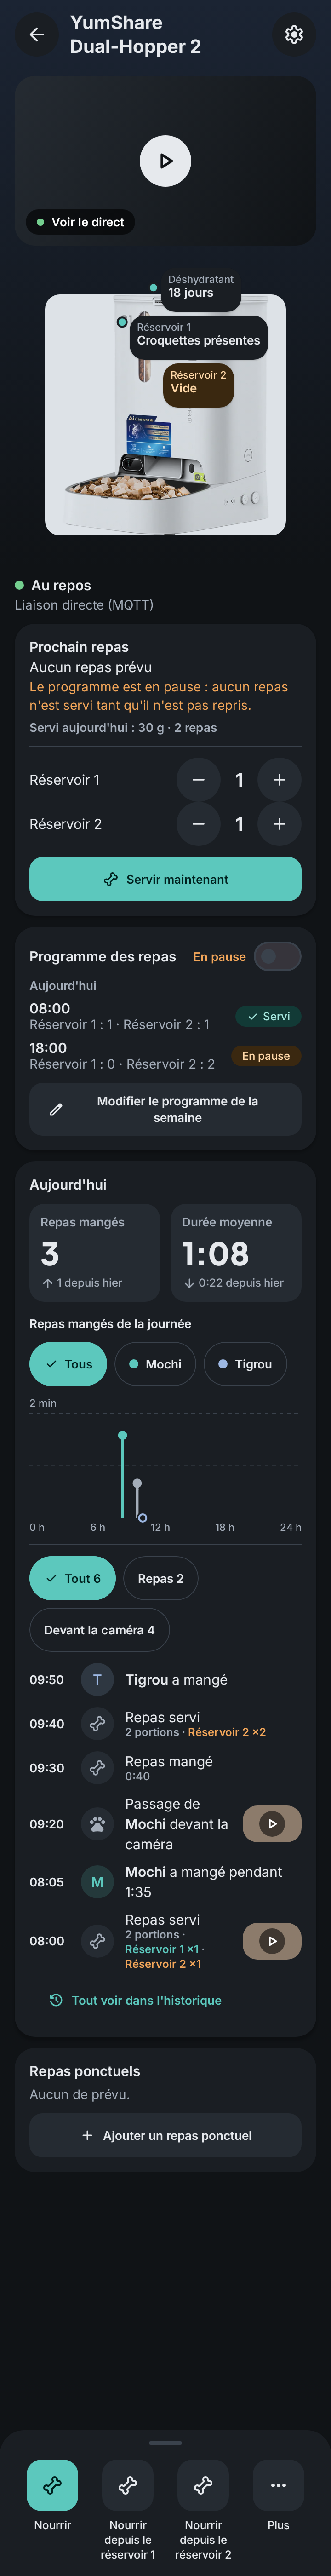 YumShare
Dual-Hopper 2
Voir le direct
Déshydratant
18 jours
Réservoir 1
Croquettes présentes
Réservoir 2
Vide
Au repos
Liaison directe (MQTT)
Prochain repas
Aucun repas prévu
Le programme est en pause : aucun repas
n'est servi tant qu'il n'est pas repris.
Servi aujourd'hui : 30 g · 2 repas
Réservoir 1
1
Réservoir 2
1
Servir maintenant
Programme des repas
En pause
Aujourd'hui
08:00
Réservoir 1 : 1 · Réservoir 2 : 1
Servi
18:00
Réservoir 1 : 0 · Réservoir 2 : 2
En pause
Modifier le programme de la
semaine
Aujourd'hui
Repas mangés
3
1 depuis hier
Durée moyenne
1:08
0:22 depuis hier
Repas mangés de la journée
Tous
Mochi
Tigrou
2 min
0 h 6 h 12 h 18 h 24 h
Tout 6
Repas 2
Devant la caméra 4
09:50
T
Tigrou a mangé
09:40
Repas servi
2 portions · Réservoir 2 ×2
09:30
Repas mangé
0:40
09:20
Passage de
Mochi devant la
caméra
08:05
M
Mochi a mangé pendant
1:35
08:00
Repas servi
2 portions ·
Réservoir 1 ×1 ·
Réservoir 2 ×1
Tout voir dans l'historique
Repas ponctuels
Aucun de prévu.
Ajouter un repas ponctuel
Nourrir
Nourrir
depuis le
réservoir 1
Nourrir
depuis le
réservoir 2
Plus